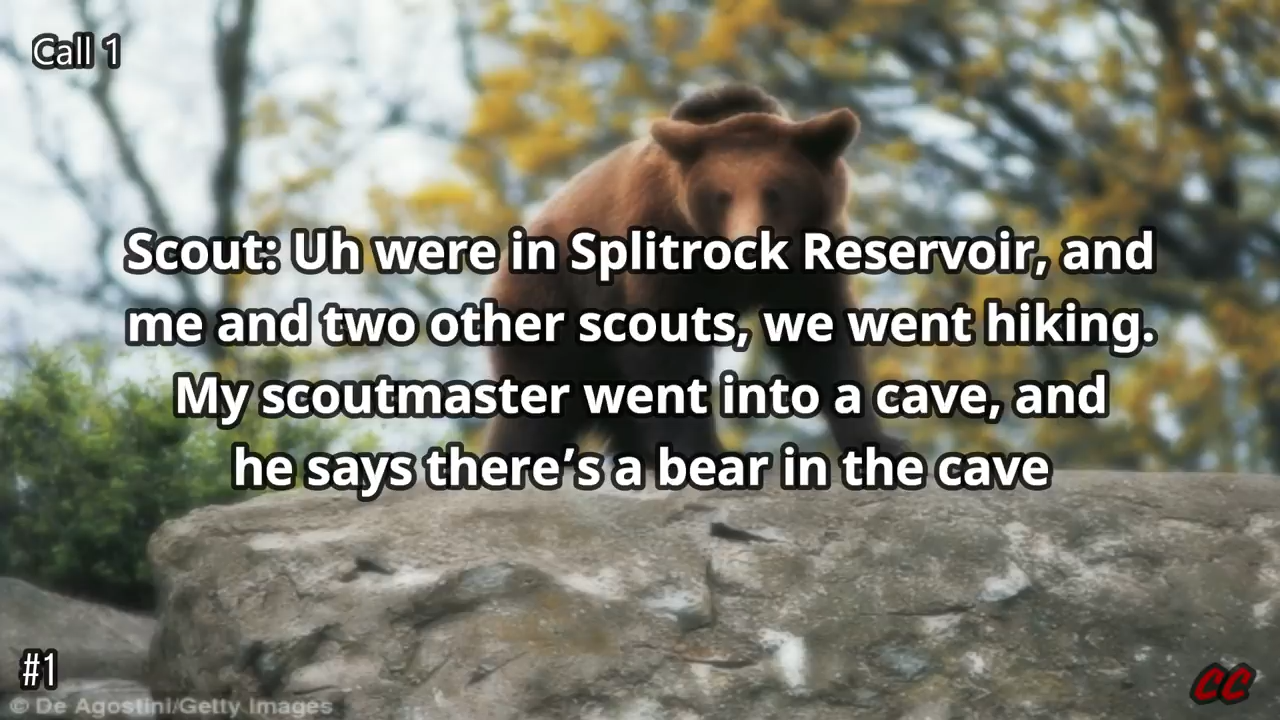 Call 1
Scout: Uh were in Splitrock Reservoir, and
me and two other scouts, we went hiking.
My scoutmaster went into a cave, and
he says there’s a bear in the cave
#1
© De Agostini/Getty Images
CC